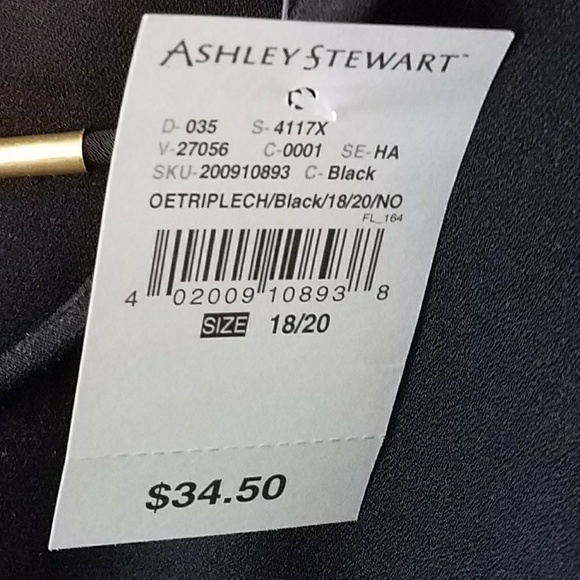 ASHLEY STEWART™
D-035 S-4117X
V-27056 C-0001 SE-HA
SKU-200910893 C-Black
OETRIPLECH/Black/18/20/NO
FL_164
4 02009 10893 8
SIZE 18/20
$34.50